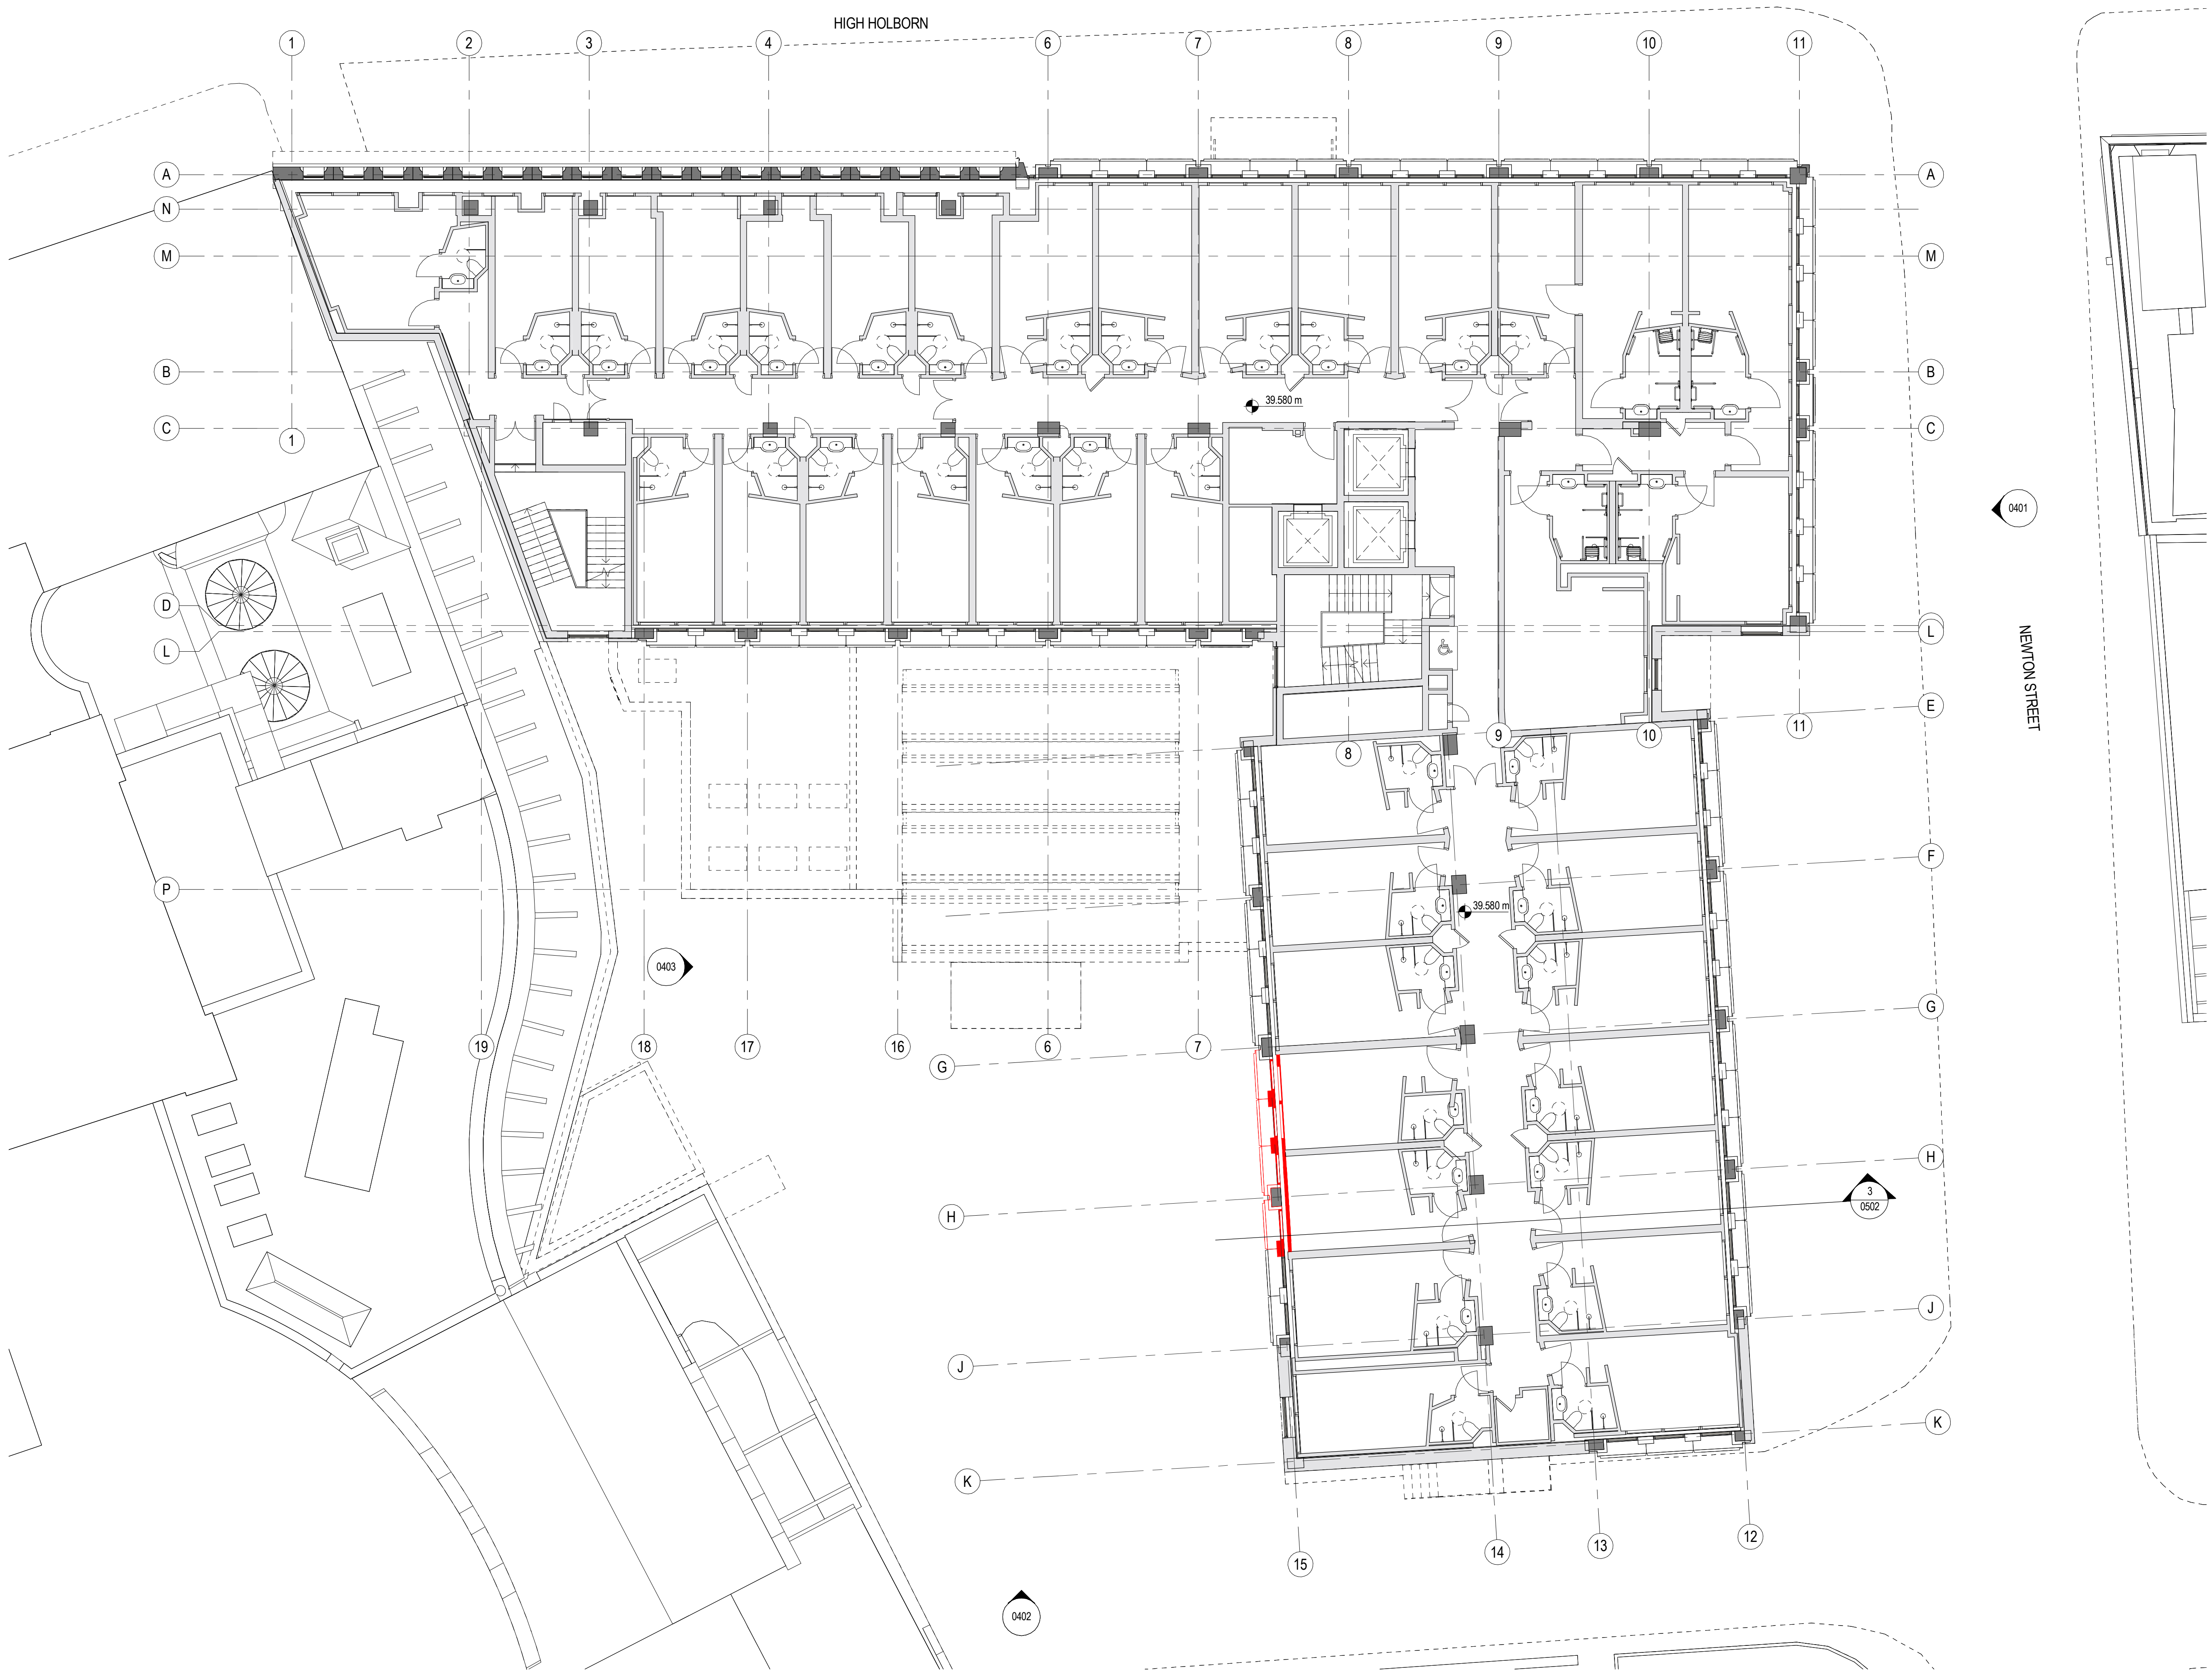 HIGH HOLBORN
1 2 3 4 6 7 8 9 10 11
A A
N
M M
B B
39.580 m
C C
1
0401
D
L L
NEWTON STREET
E
11
9 10
8
F
P
39.580 m
0403
G
19 18 17 16 6 7
G
H
3
0502
H
J
J
K
K
12
13
14
15
0402